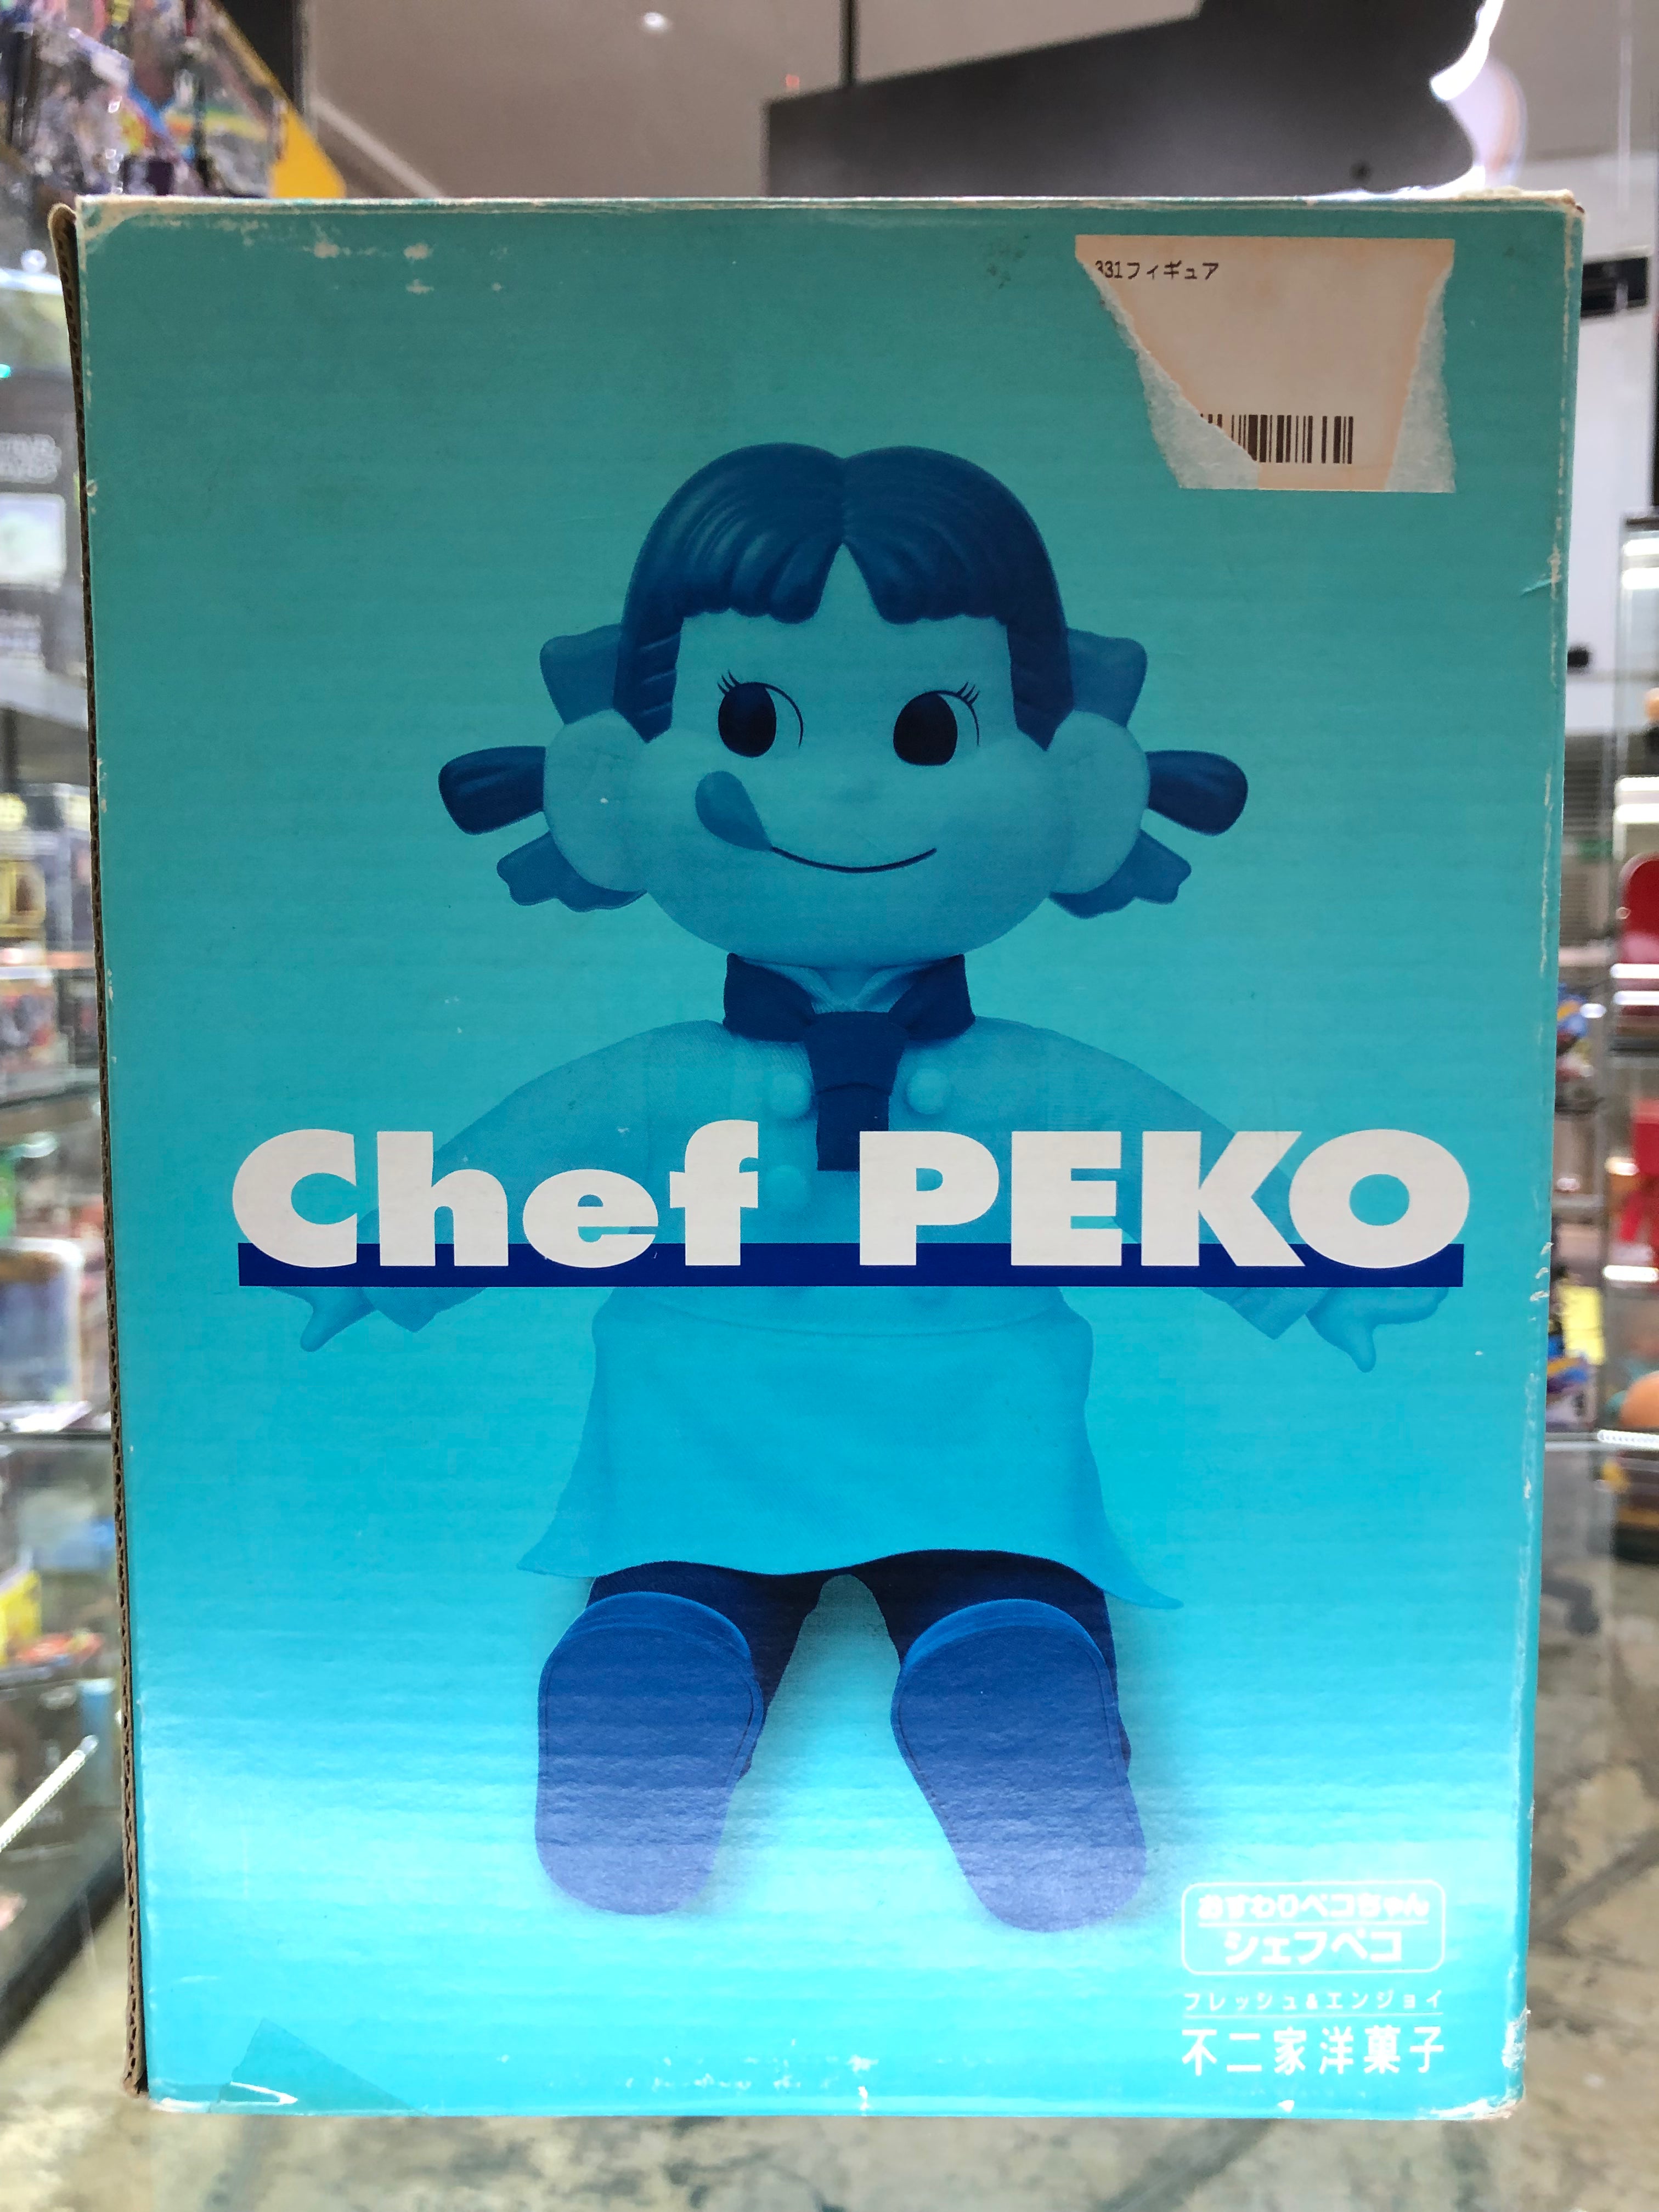 331フィギュア
Chef PEKO
おすわりペコちゃん
シェフペコ
フレッシュ&エンジョイ
不二家洋菓子